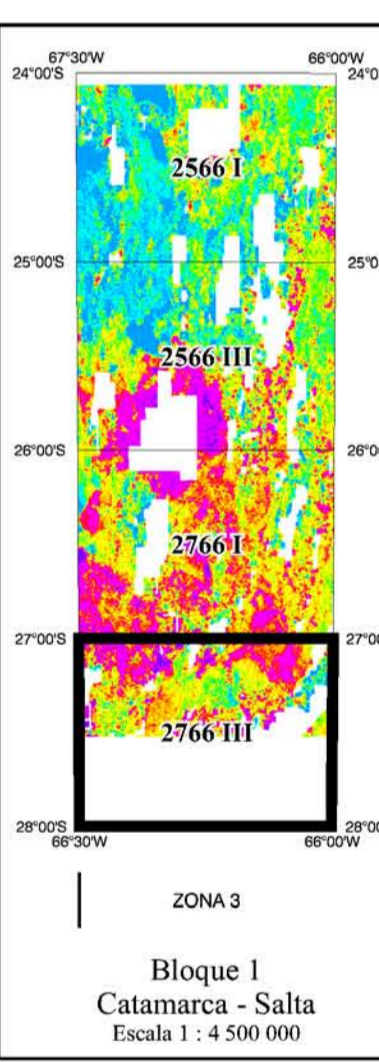 67°30'W 66°00'W
24°00'S 24°0
2566 I
25°00'S 25°0
2566 III
26°00'S 26°0
2766 I
27°00'S 27°0
2766 III
28°00'S 28°0
66°30'W 66°00'W
ZONA 3
Bloque 1
Catamarca - Salta
Escala 1 : 4 500 000